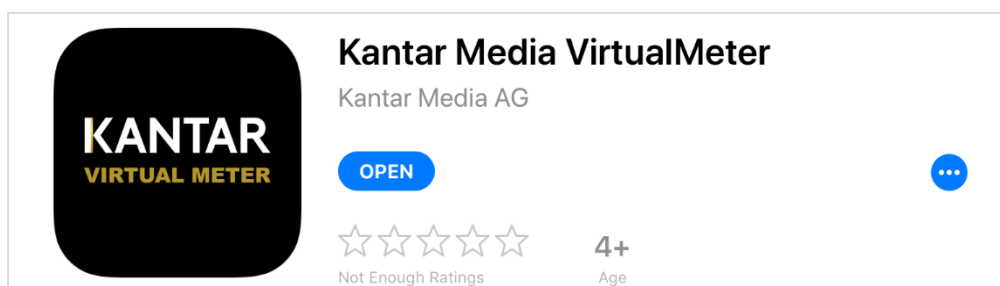 KANTAR
VIRTUAL METER
Kantar Media VirtualMeter
Kantar Media AG
OPEN
4+
Not Enough Ratings
Age